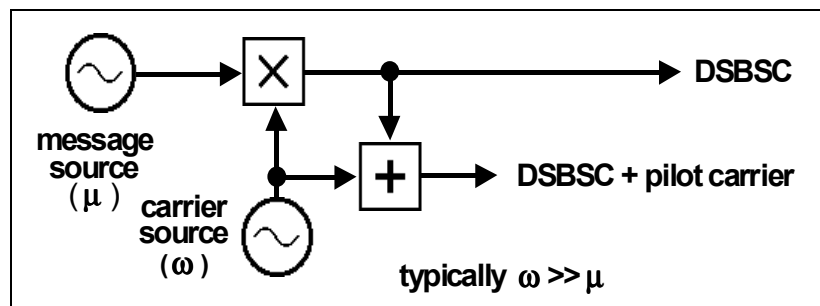 DSBSC
message
source
(μ)
DSBSC + pilot carrier
carrier
source
(ω)
typically ω >> μ